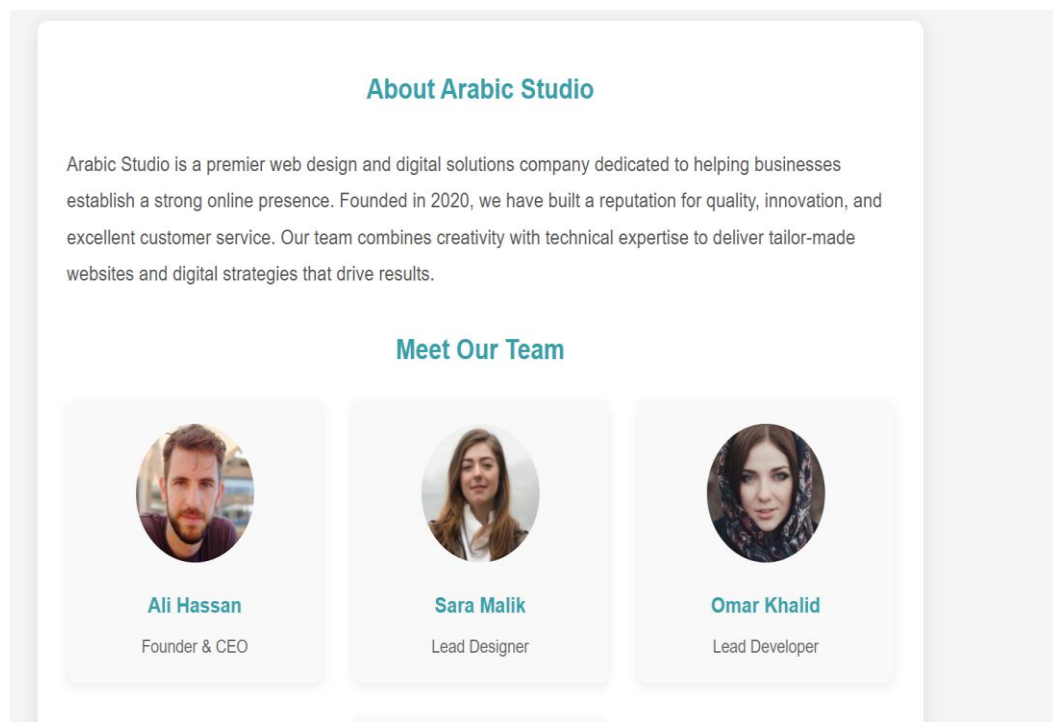 About Arabic Studio
Arabic Studio is a premier web design and digital solutions company dedicated to helping businesses
establish a strong online presence. Founded in 2020, we have built a reputation for quality, innovation, and
excellent customer service. Our team combines creativity with technical expertise to deliver tailor-made
websites and digital strategies that drive results.
Meet Our Team
Ali Hassan
Founder & CEO
Sara Malik
Lead Designer
Omar Khalid
Lead Developer